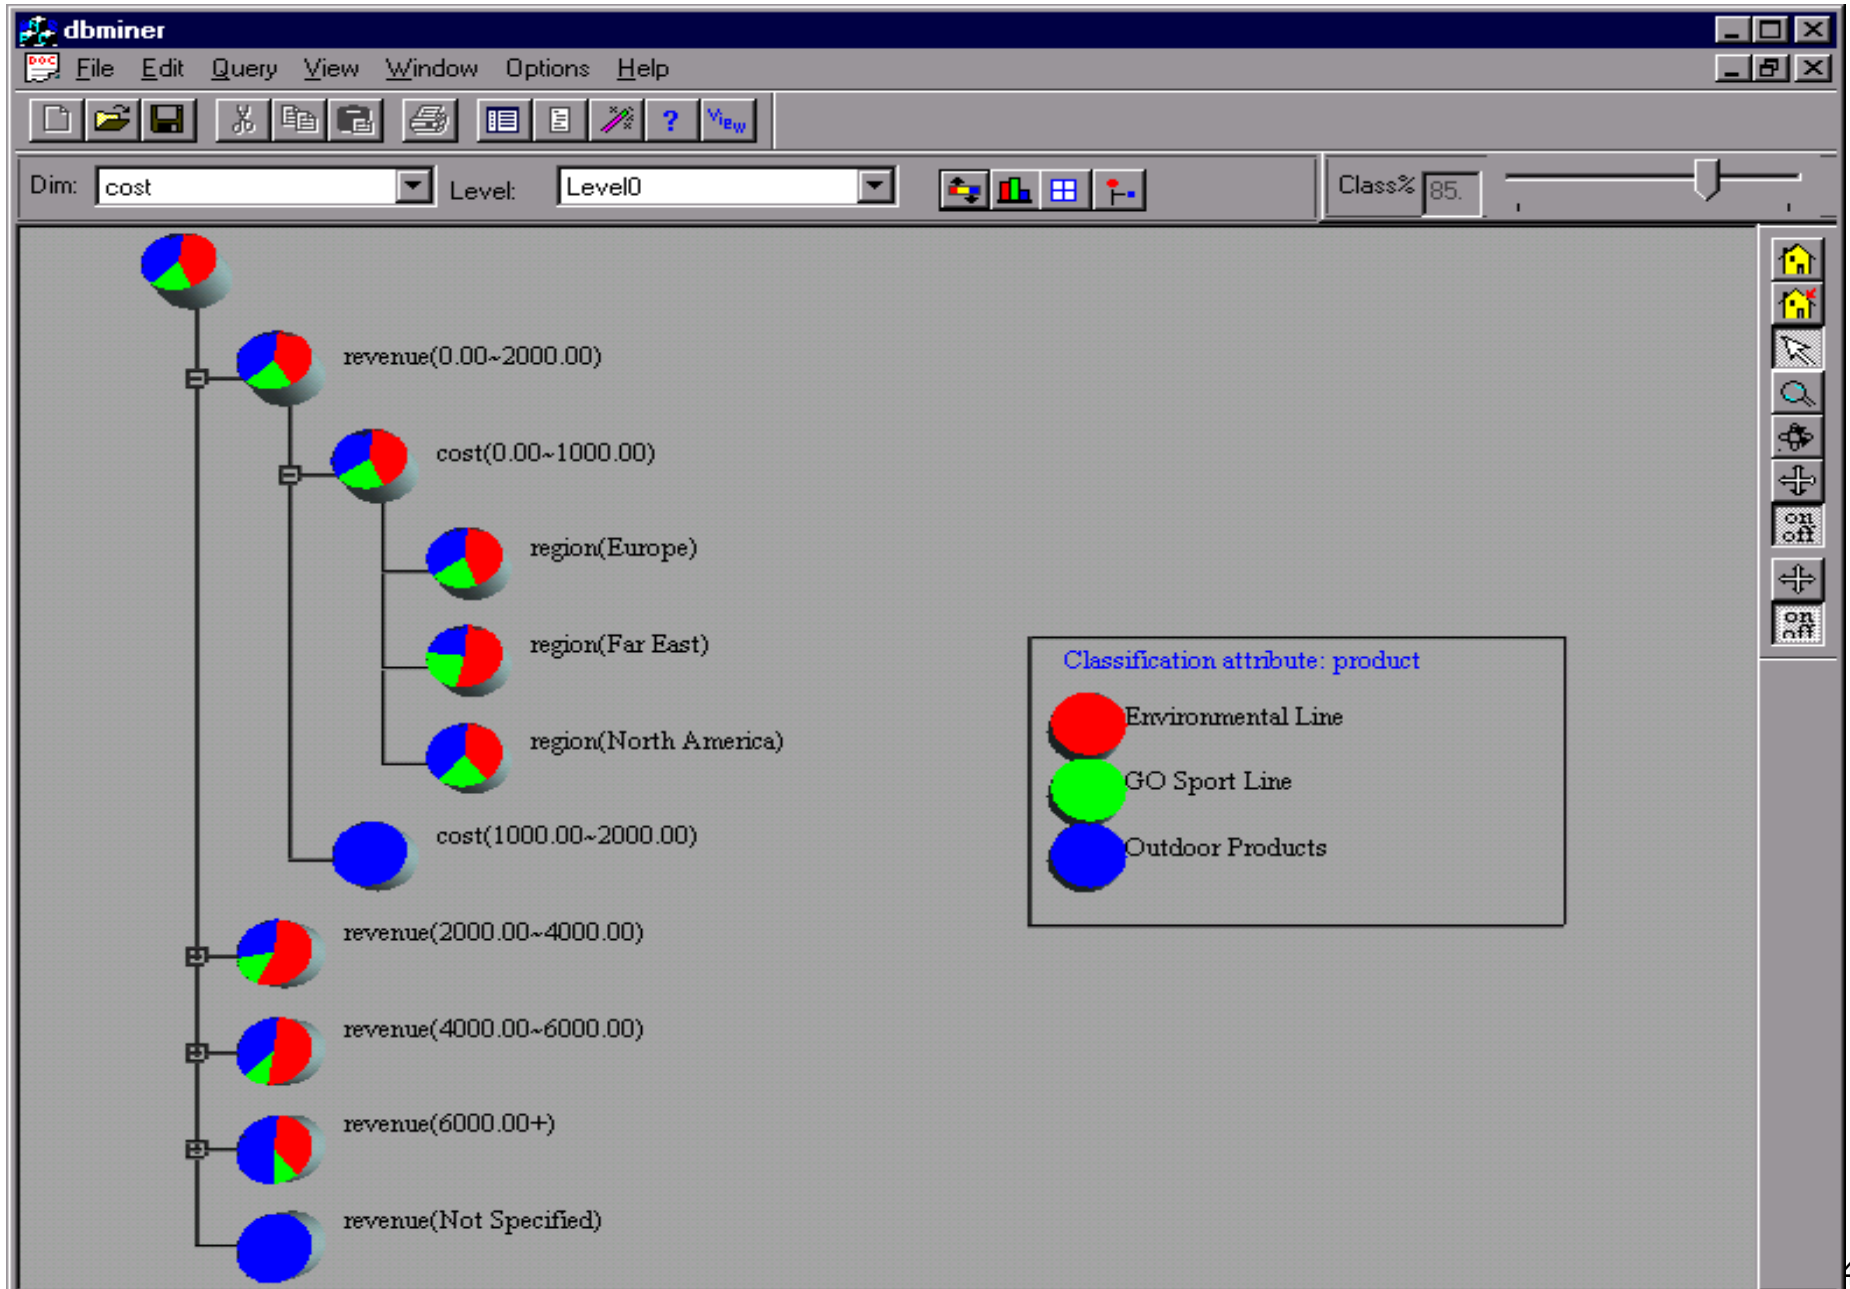 dbminer
DOC
File Edit Query View Window Options Help
? View
Dim: cost Level: Level0 Class% 85.
revenue(0.00~2000.00)
cost(0.00~1000.00)
region(Europe)
region(Far East)
region(North America)
cost(1000.00~2000.00)
revenue(2000.00~4000.00)
revenue(4000.00~6000.00)
revenue(6000.00+)
revenue(Not Specified)
Classification attribute: product
Environmental Line
GO Sport Line
Outdoor Products
on
off
on
off